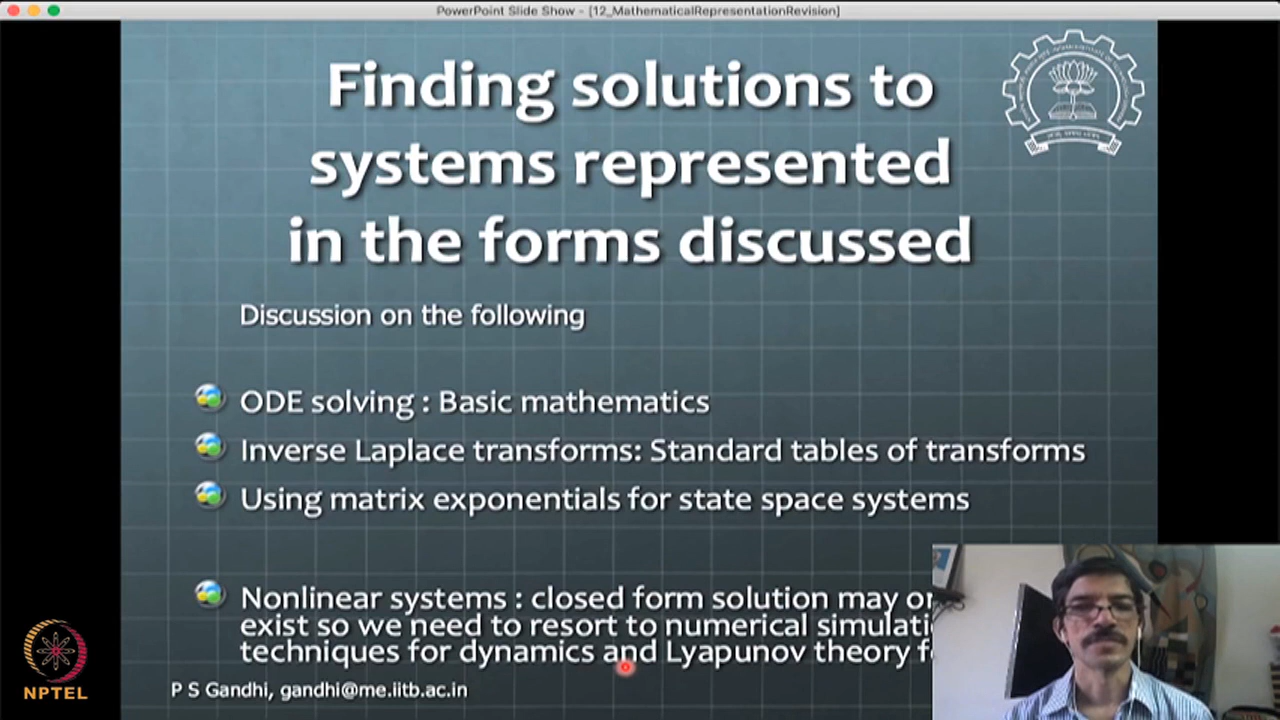 PowerPoint Slide Show - [12_MathematicalRepresentationRevision]
Finding solutions to
systems represented
in the forms discussed
Discussion on the following
ODE solving : Basic mathematics
Inverse Laplace transforms: Standard tables of transforms
Using matrix exponentials for state space systems
Nonlinear systems : closed form solution may
exist so we need to resort to numerical
techniques for dynamics and Lyapunov theory
P S Gandhi, gandhi@me.iitb.ac.in
NPTEL